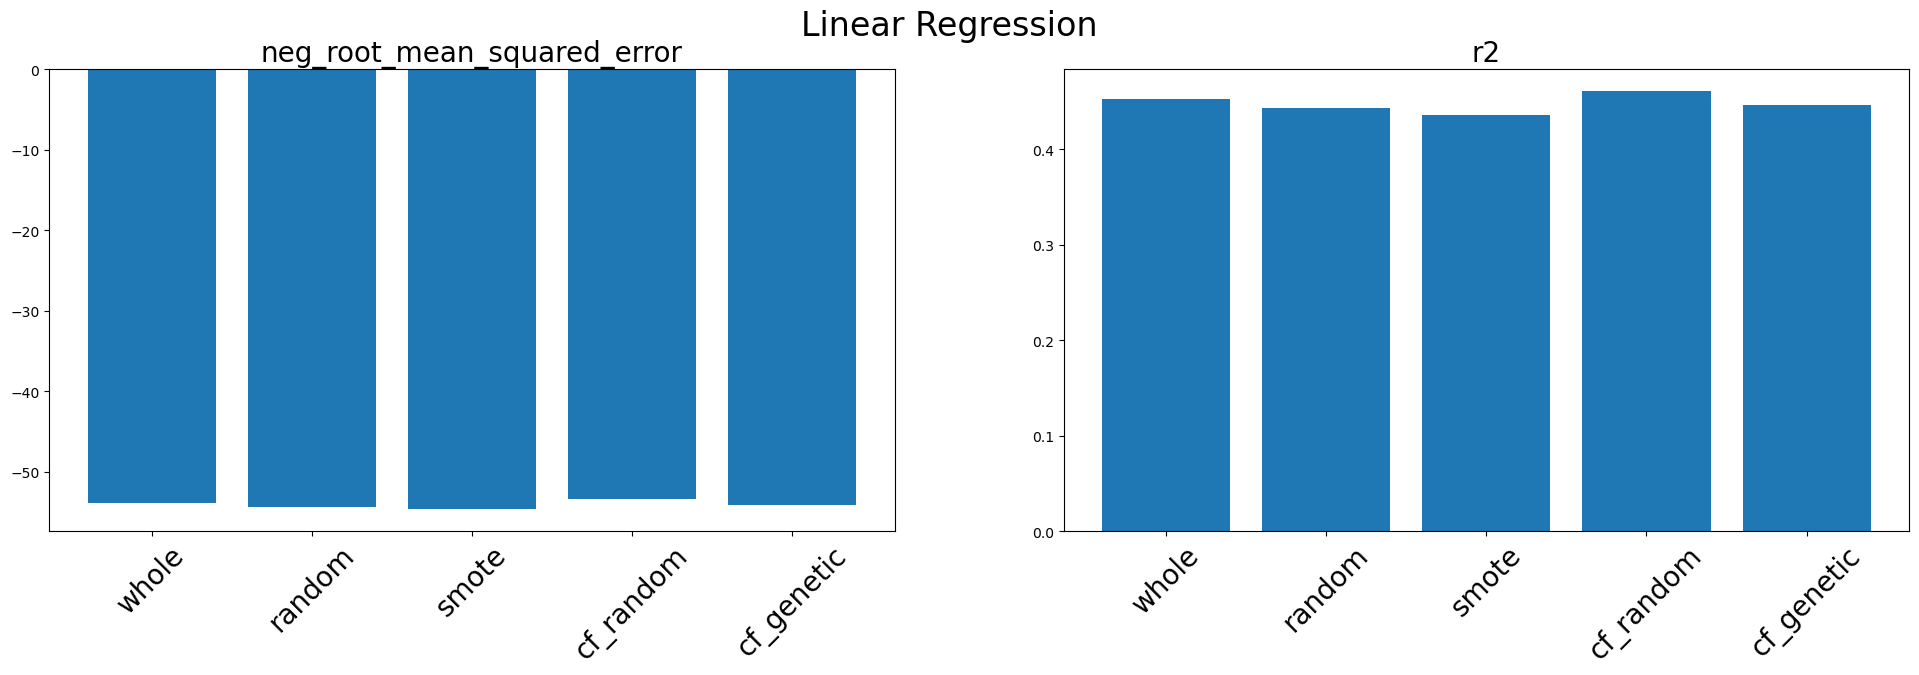 Linear Regression
neg_root_mean_squared_error
0
−10
−20
−30
−40
−50
whole
random
smote
cf_random
cf_genetic
r2
0.4
0.3
0.2
0.1
0.0
whole
random
smote
cf_random
cf_genetic